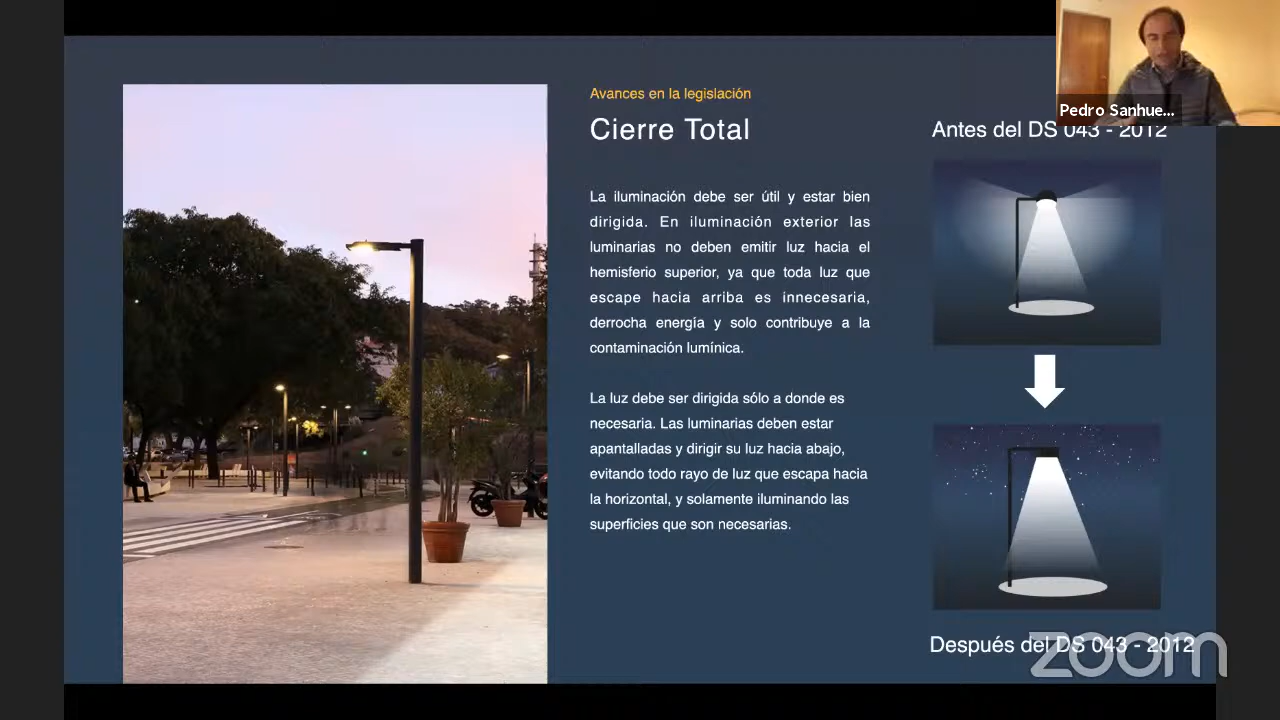 Pedro Sanhue...
Avances en la legislación
Cierre Total
La iluminación debe ser útil y estar bien
dirigida. En iluminación exterior las
luminarias no deben emitir luz hacia el
hemisferio superior, ya que toda luz que
escape hacia arriba es innecesaria,
derrocha energía y solo contribuye a la
contaminación lumínica.
La luz debe ser dirigida sólo a donde es
necesaria. Las luminarias deben estar
apantalladas y dirigir su luz hacia abajo,
evitando todo rayo de luz que escapa hacia
la horizontal, y solamente iluminando las
superficies que son necesarias.
Antes del DS 043 - 2012
Después del DS 043 - 2012
zoom